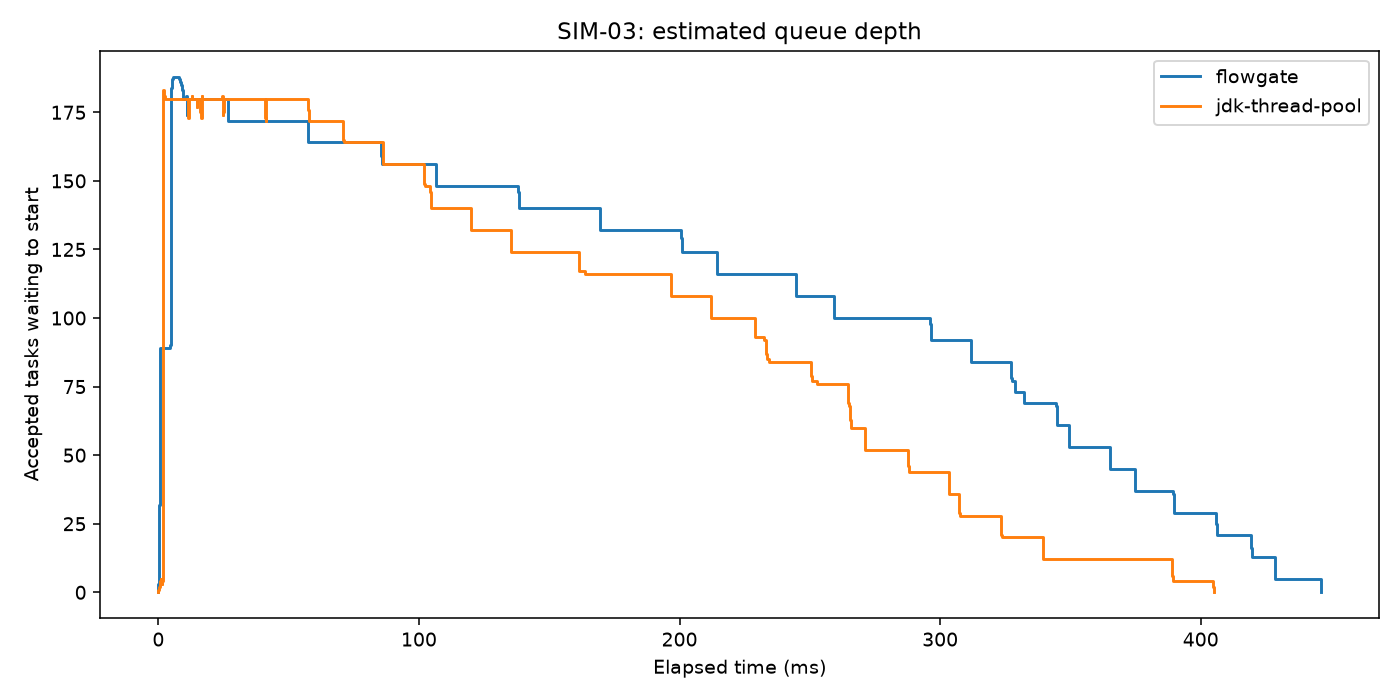 SIM-03: estimated queue depth
flowgate
jdk-thread-pool
Accepted tasks waiting to start
175
150
125
100
75
50
25
0
0
100
200
300
400
Elapsed time (ms)